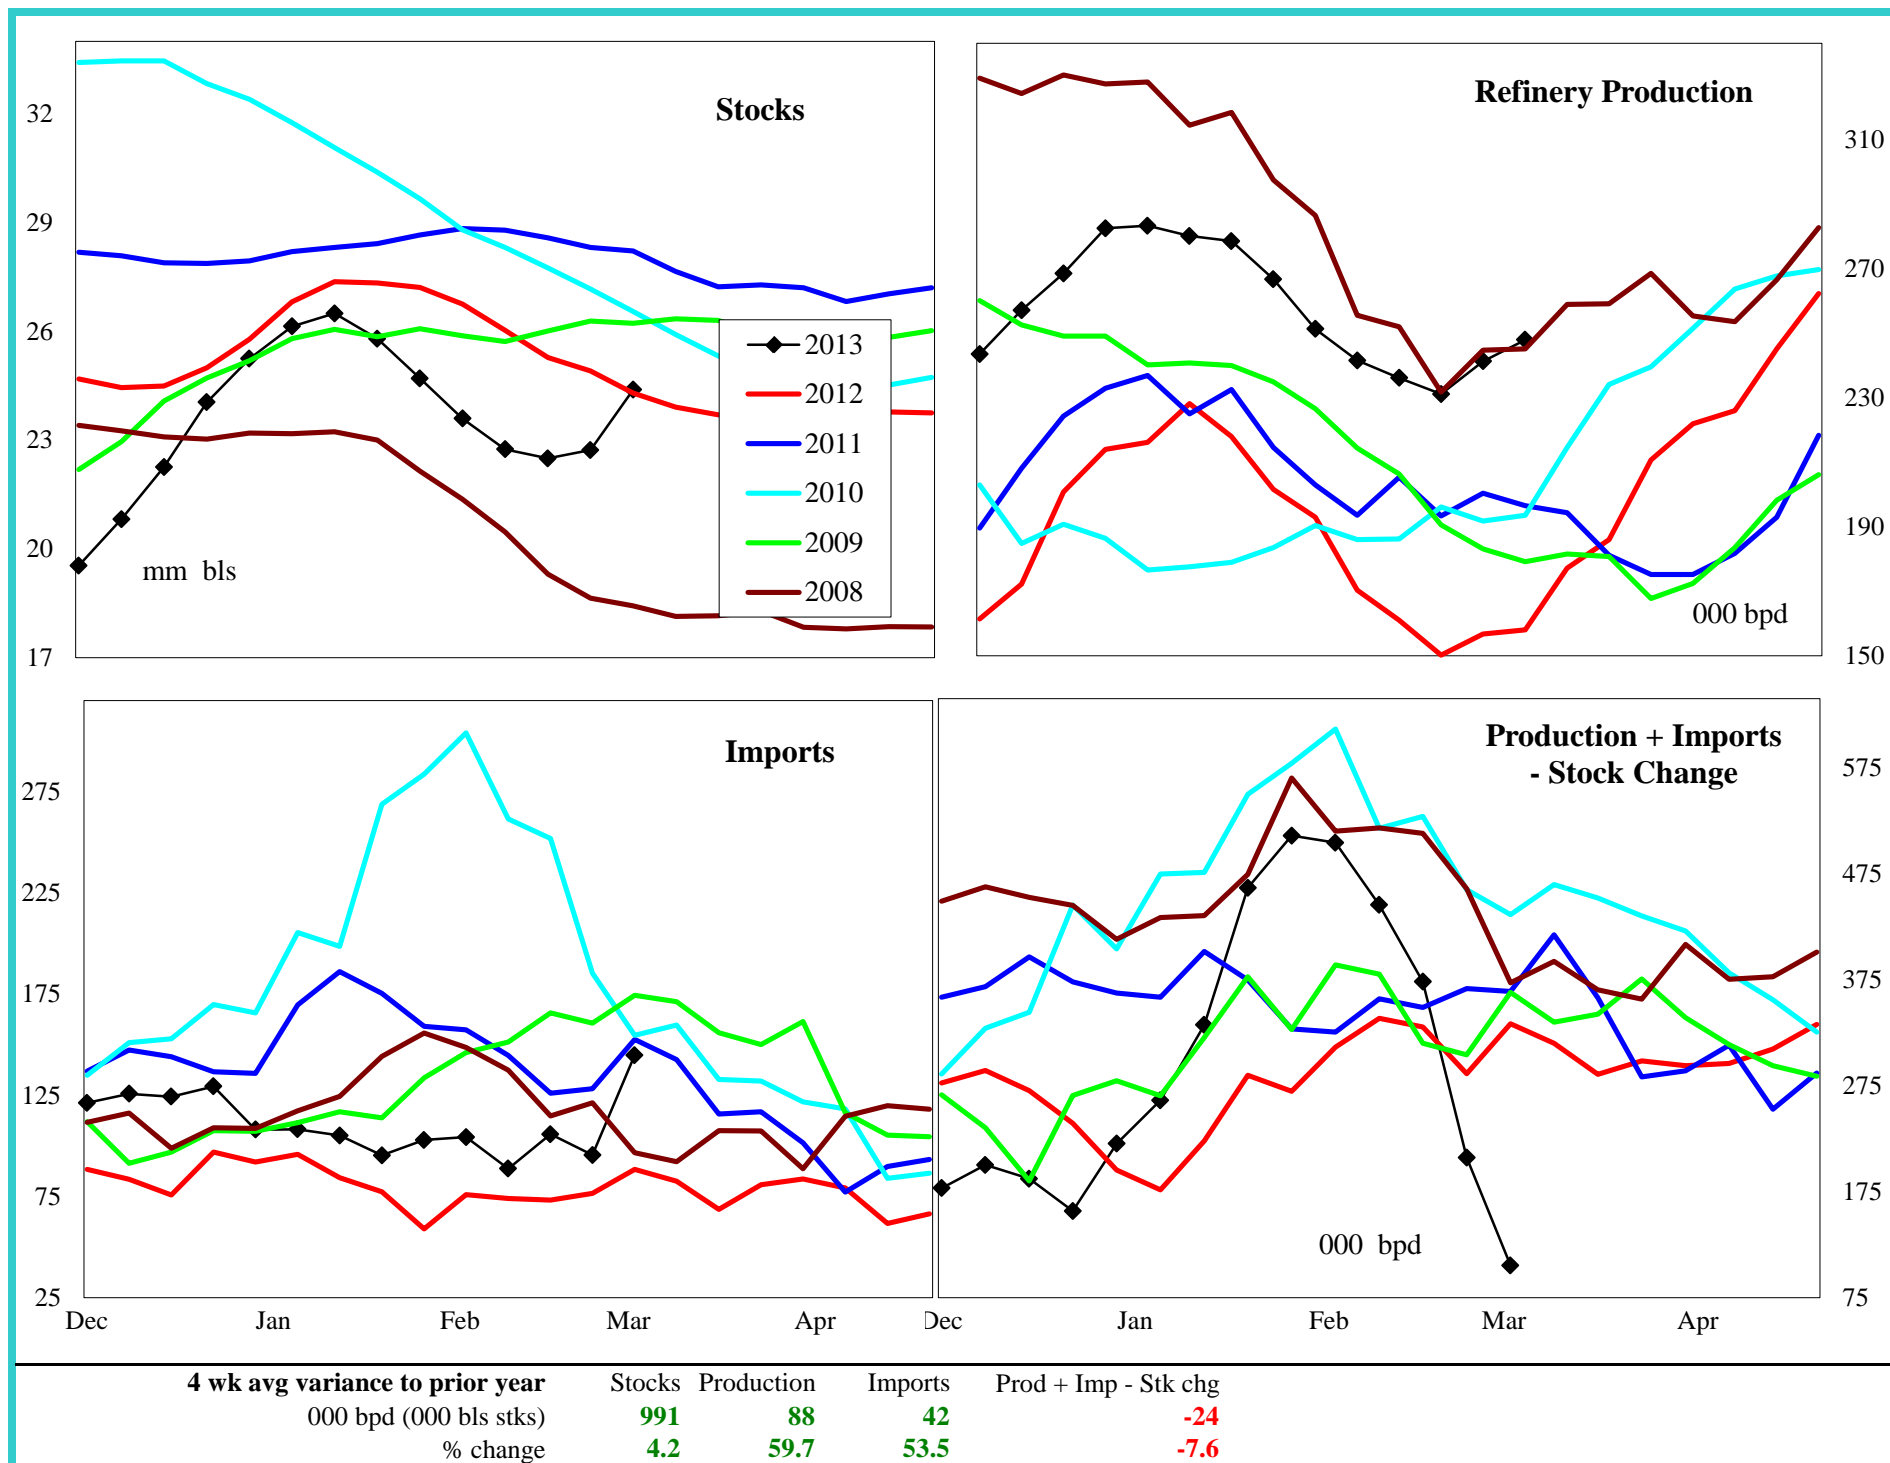 Stocks
32
29
26
23
20
17
mm bls
2013
2012
2011
2010
2009
2008
Refinery Production
310
270
230
190
150
000 bpd
Imports
275
225
175
125
75
25
Dec Jan Feb Mar Apr
Production + Imports
- Stock Change
575
475
375
275
175
75
000 bpd
Dec Jan Feb Mar Apr
4 wk avg variance to prior year Stocks Production Imports Prod + Imp - Stk chg
000 bpd (000 bls stks) 991 88 42 -24
% change 4.2 59.7 53.5 -7.6